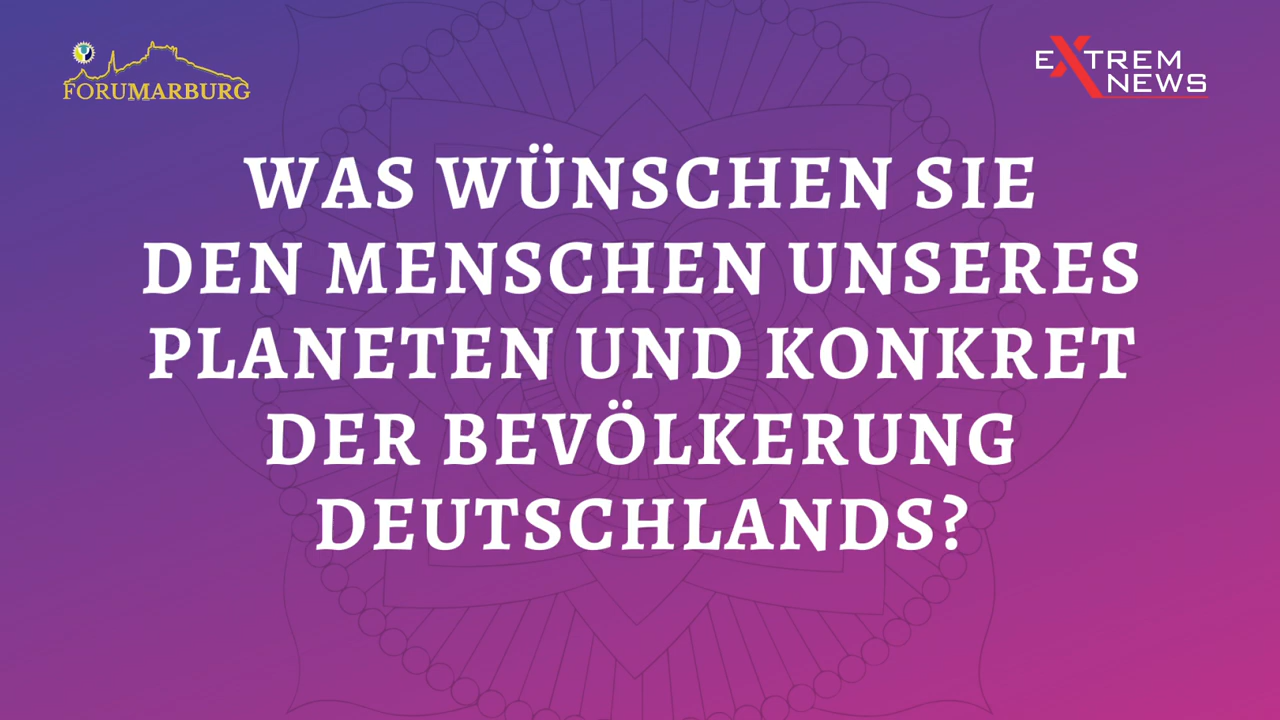 FORUMARBURG
EXTREM
NEWS
WAS WÜNSCHEN SIE
DEN MENSCHEN UNSERES
PLANETEN UND KONKRET
DER BEVÖLKERUNG
DEUTSCHLANDS?